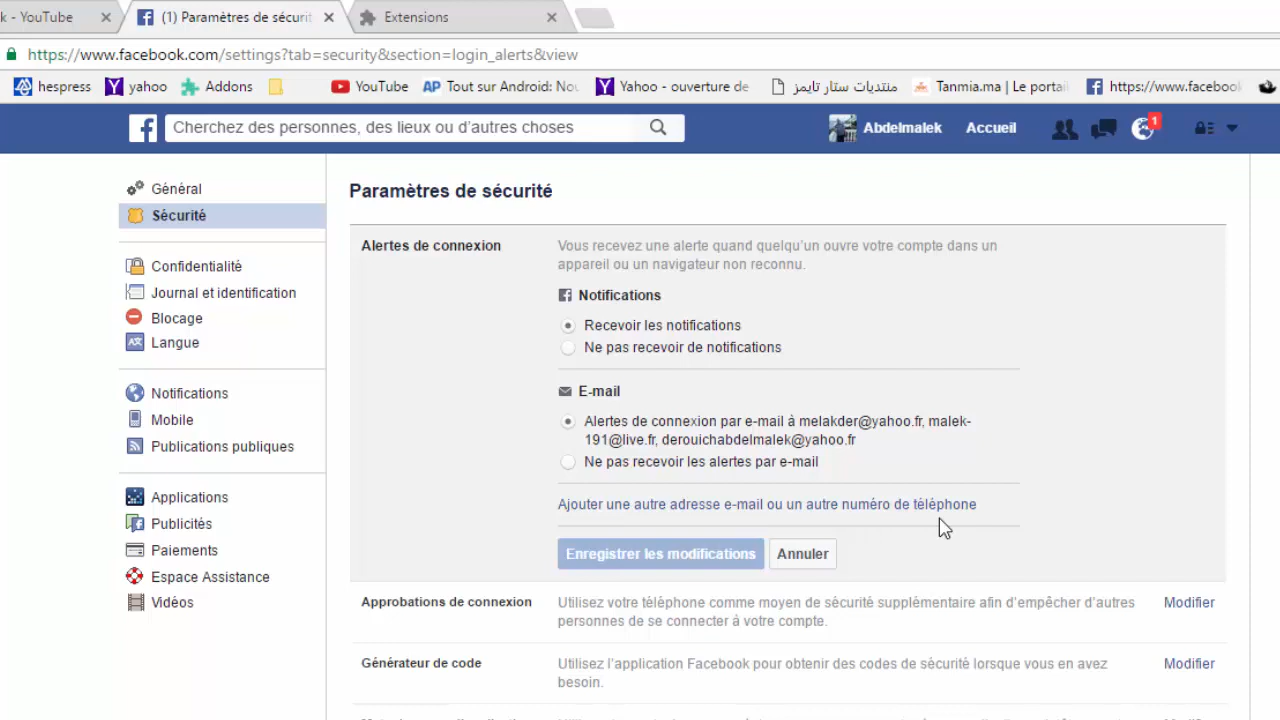 k - YouTube
(1) Paramètres de sécurit
Extensions
https://www.facebook.com/settings?tab=security&section=login_alerts&view
hespress
yahoo
Addons
YouTube
AP Tout sur Android: Nou
Yahoo - ouverture de
منتديات ستار تايمز
Tanmia.ma | Le portai
https://www.facebook
Cherchez des personnes, des lieux ou d'autres choses
Abdelmalek
Accueil
1
Général
Sécurité
Confidentialité
Journal et identification
Blocage
Langue
Notifications
Mobile
Publications publiques
Applications
Publicités
Paiements
Espace Assistance
Vidéos
Paramètres de sécurité
Alertes de connexion
Vous recevez une alerte quand quelqu'un ouvre votre compte dans un
appareil ou un navigateur non reconnu.
Notifications
Recevoir les notifications
Ne pas recevoir de notifications
E-mail
Alertes de connexion par e-mail à melakder@yahoo.fr, malek-
191@live.fr, derouichabdelmalek@yahoo.fr
Ne pas recevoir les alertes par e-mail
Ajouter une autre adresse e-mail ou un autre numéro de téléphone
Enregistrer les modifications
Annuler
Approbations de connexion
Utilisez votre téléphone comme moyen de sécurité supplémentaire afin d'empêcher d'autres
personnes de se connecter à votre compte.
Modifier
Générateur de code
Utilisez l'application Facebook pour obtenir des codes de sécurité lorsque vous en avez
besoin.
Modifier